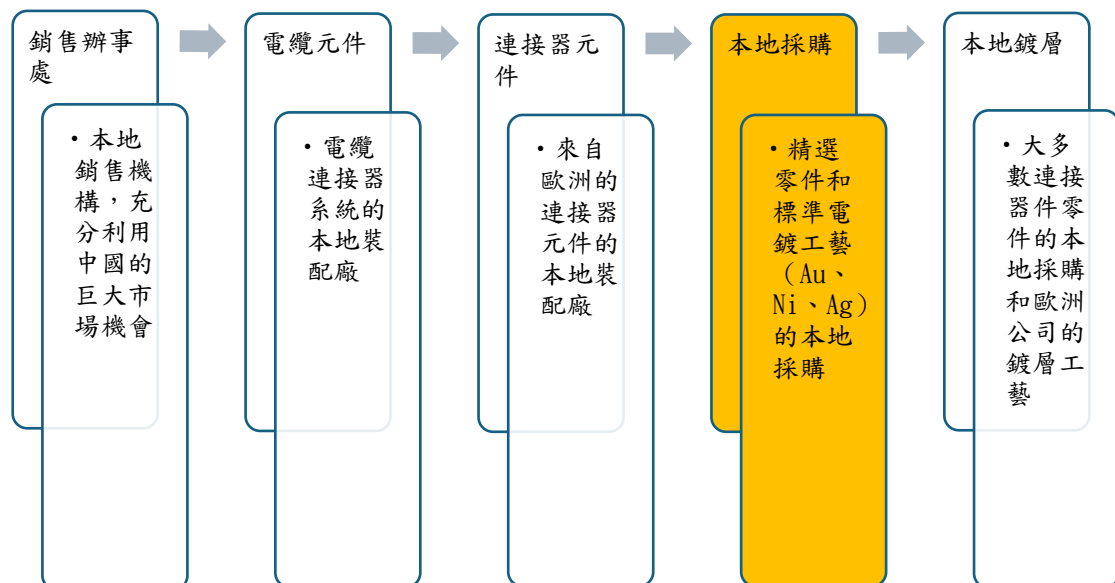 銷售辦事
處
• 本地
銷售機
構，充
分利用
中國的
巨大市
場機會
電纜元件
• 電纜
連接器
系統的
本地裝
配廠
連接器元
件
• 來自
歐洲的
連接器
元件的
本地裝
配廠
本地採購
• 精選
零件和
標準電
鍍工藝
（Au、
Ni、Ag）
的本地
採購
本地鍍層
• 大多
數連接
器件零
件的本
地採購
和歐洲
公司的
鍍層工
藝